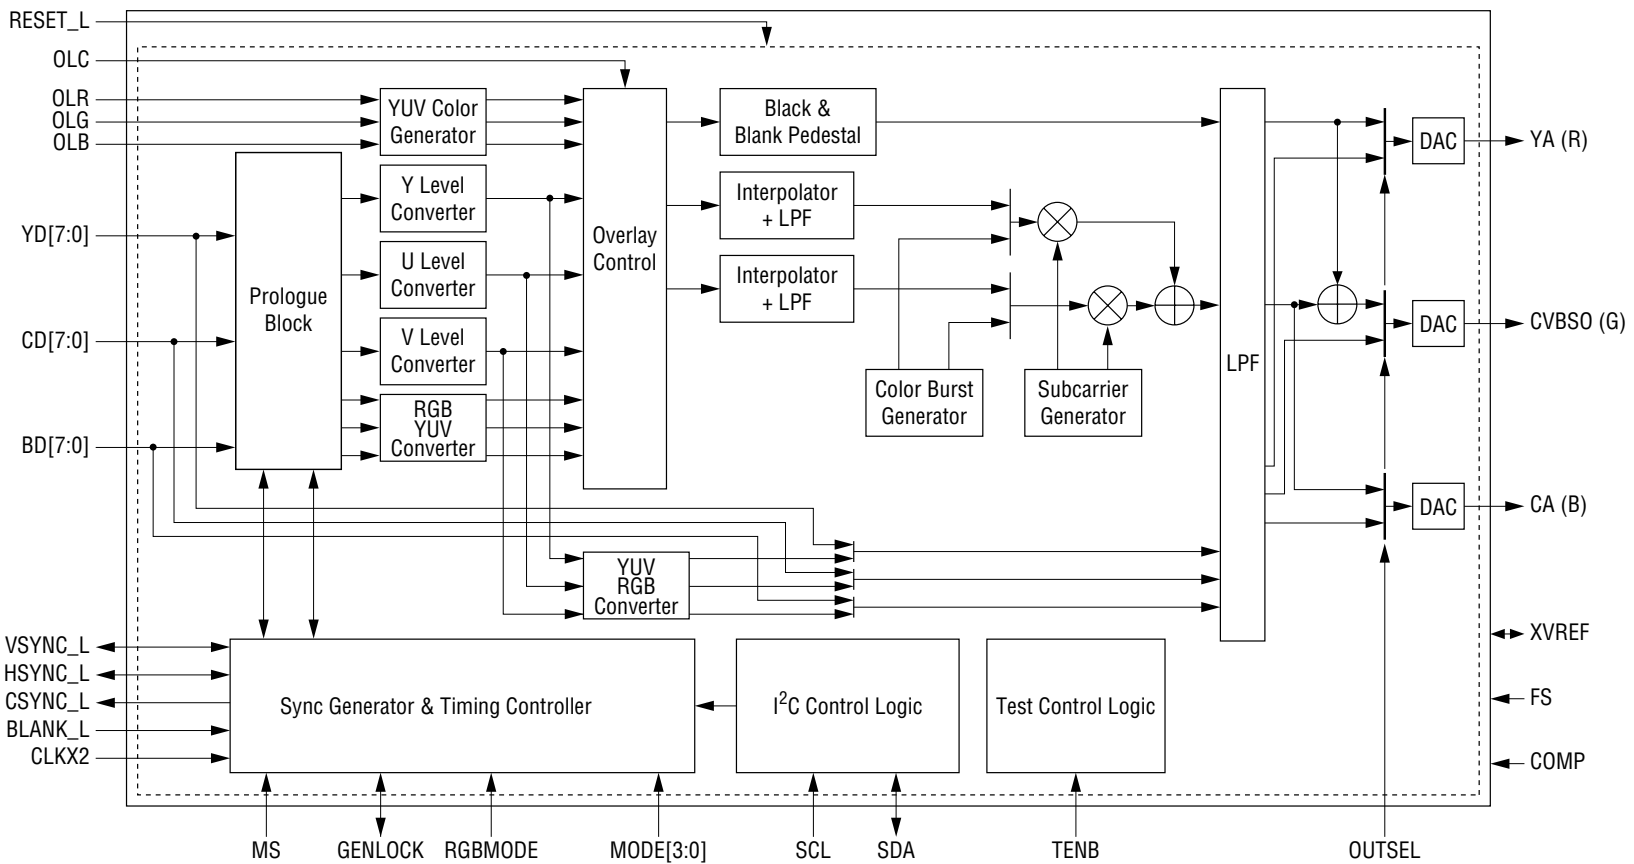 RESET_L
OLC
OLR
OLG
OLB
YUV Color
Generator
Black &
Blank Pedestal
DAC
YA (R)
Y Level
Converter
Interpolator
+ LPF
YD[7:0]
Overlay
Control
U Level
Converter
Interpolator
+ LPF
Prologue
Block
DAC
CVBSO (G)
CD[7:0]
V Level
Converter
LPF
Color Burst
Generator
Subcarrier
Generator
RGB
YUV
Converter
BD[7:0]
DAC
CA (B)
YUV
RGB
Converter
VSYNC_L
HSYNC_L
CSYNC_L
BLANK_L
CLKX2
Sync Generator & Timing Controller
I2C Control Logic
Test Control Logic
XVREF
FS
COMP
MS
GENLOCK
RGBMODE
MODE[3:0]
SCL
SDA
TENB
OUTSEL